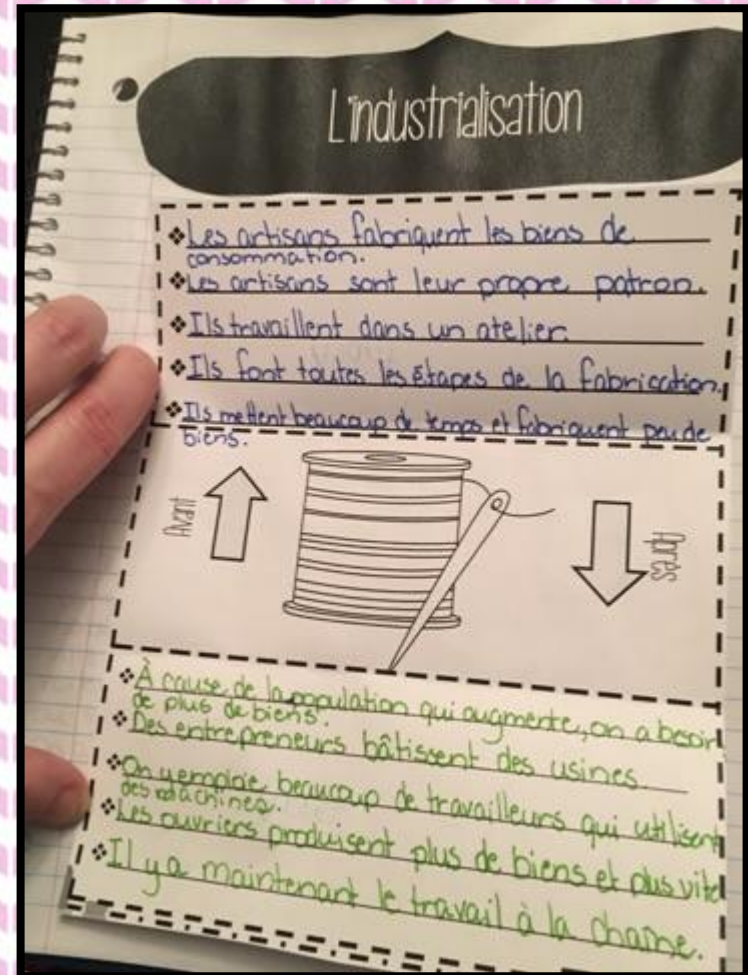 L'industrialisation
❖Les artisans fabriquent les biens de
consommation.
❖Les artisans sont leur propre patron.
❖Ils travaillent dans un atelier.
❖Ils font toutes les étapes de la fabrication.
❖Ils mettent beaucoup de temps et fabriquent peu de
biens.
Avant
Après
❖À cause de la population qui augmente, on a besoin
de plus de biens.
❖Des entrepreneurs bâtissent des usines.
❖On y emploie beaucoup de travailleurs qui utilisent
des machines.
❖Les ouvriers produisent plus de biens et plus vite
❖Il y a maintenant le travail à la chaîne.